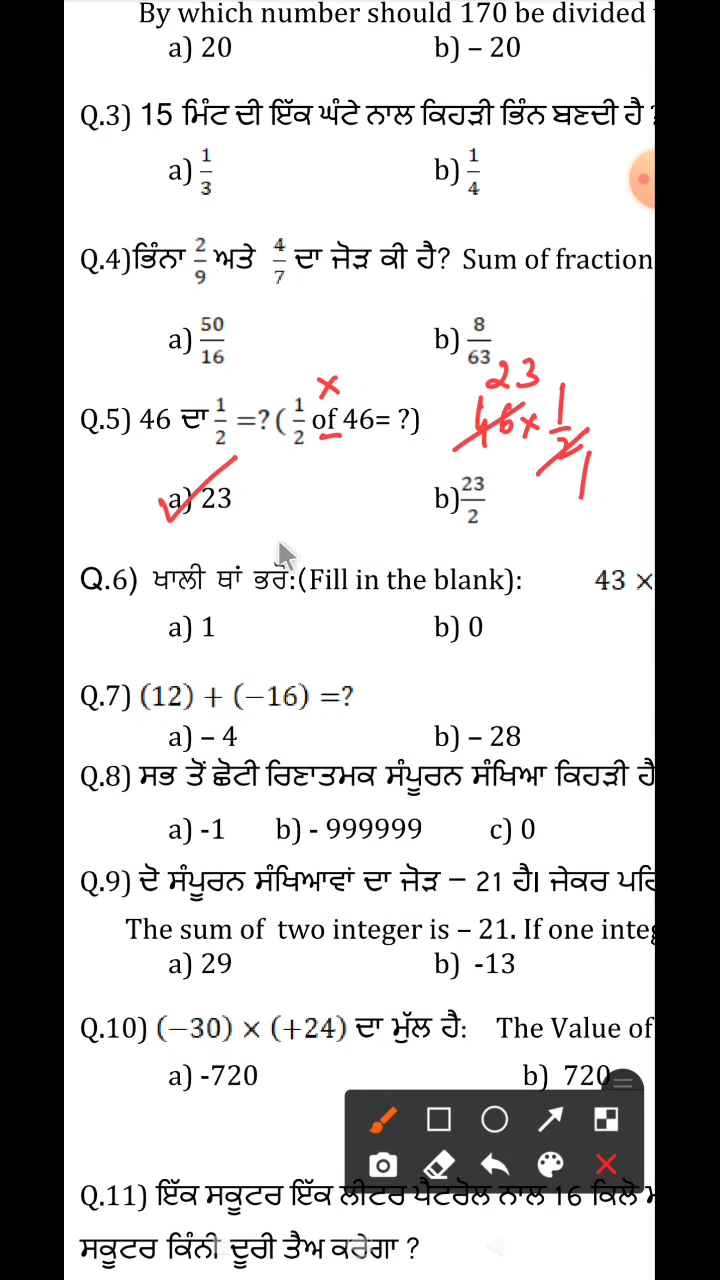 By which number should 170 be divided
a) 20 b) – 20
Q.3) 15 ਮਿੰਟ ਦੀ ਇੱਕ ਘੰਟੇ ਨਾਲ ਕਿਹੜੀ ਭਿੰਨ ਬਣਦੀ ਹੈ ?
a) 1/3 b) 1/4
Q.4)ਭਿੰਨਾ 2/9 ਅਤੇ 4/7 ਦਾ ਜੋੜ ਕੀ ਹੈ? Sum of fraction
a) 50/16 b) 8/63
x 23
Q.5) 46 ਦਾ 1/2 =? ( 1/2 of 46= ?) 46 x 1/2
1
a) 23 b) 23/2
Q.6) ਖਾਲੀ ਥਾਂ ਭਰੋ:(Fill in the blank): 43 ×
a) 1 b) 0
Q.7) (12) + (−16) =?
a) – 4 b) – 28
Q.8) ਸਭ ਤੋਂ ਛੋਟੀ ਰਿਣਾਤਮਕ ਸੰਪੂਰਨ ਸੰਖਿਆ ਕਿਹੜੀ ਹੈ
a) -1 b) - 999999 c) 0
Q.9) ਦੋ ਸੰਪੂਰਨ ਸੰਖਿਆਵਾਂ ਦਾ ਜੋੜ – 21 ਹੈ। ਜੇਕਰ
The sum of two integer is – 21. If one
a) 29 b) -13
Q.10) (−30) × (+24) ਦਾ ਮੁੱਲ ਹੈ: The Value of
a) -720 b) 720
Q.11) ਇੱਕ ਸਕੂਟਰ ਇੱਕ ਲੀਟਰ ਪੈਟਰੋਲ ਨਾਲ 16 ਕਿਲੋ
ਸਕੂਟਰ ਕਿੰਨੀ ਦੂਰੀ ਤੈਅ ਕਰੇਗਾ ?